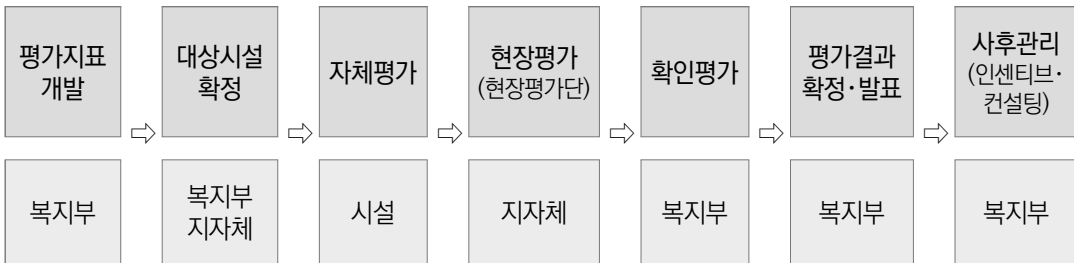 평가지표
개발
대상시설
확정
자체평가
현장평가
(현장평가단)
확인평가
평가결과
확정·발표
사후관리
(인센티브·
컨설팅)
복지부
복지부
지자체
시설
지자체
복지부
복지부
복지부